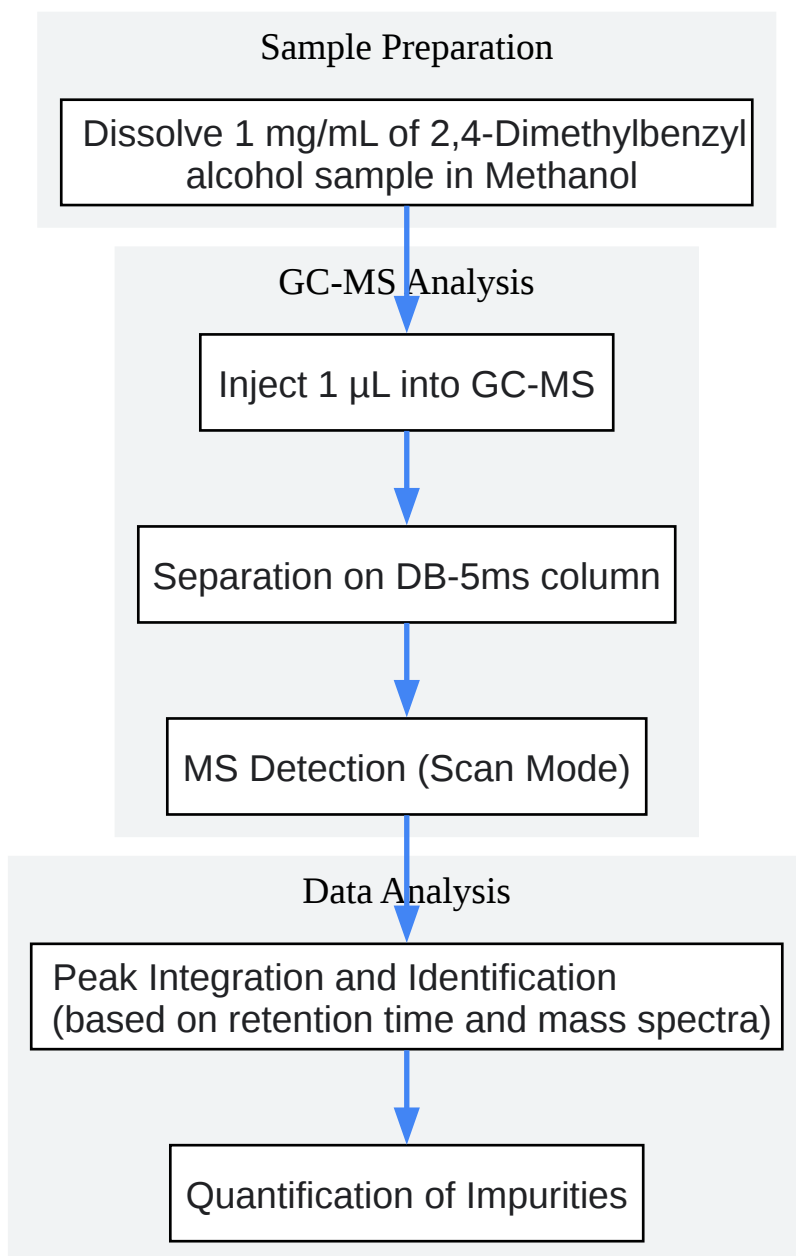 Sample Preparation
Dissolve 1 mg/mL of 2,4-Dimethylbenzyl
alcohol sample in Methanol
GC-MS Analysis
Inject 1 µL into GC-MS
Separation on DB-5ms column
MS Detection (Scan Mode)
Data Analysis
Peak Integration and Identification
(based on retention time and mass spectra)
Quantification of Impurities